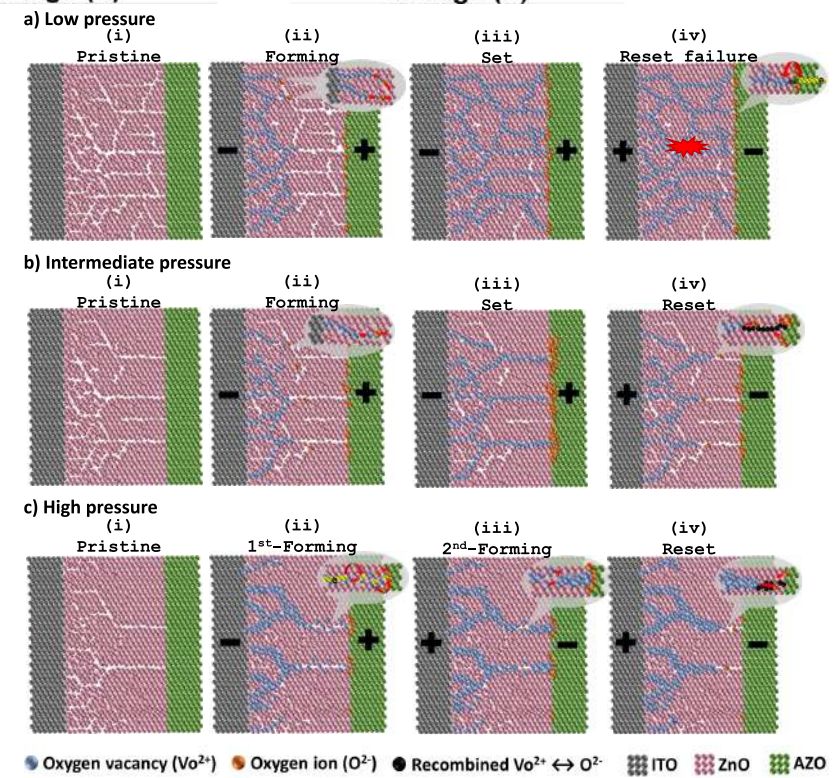 a) Low pressure
(i) (ii) (iii) (iv)
Pristine Forming Set Reset failure
− + − + + −
b) Intermediate pressure
(i) (ii) (iii) (iv)
Pristine Forming Set Reset
− + − + + −
c) High pressure
(i) (ii) (iii) (iv)
Pristine 1st-Forming 2nd-Forming Reset
− + + − + −
Oxygen vacancy (Vo2+) Oxygen ion (O2-) Recombined Vo2+ ↔ O2- ITO ZnO AZO